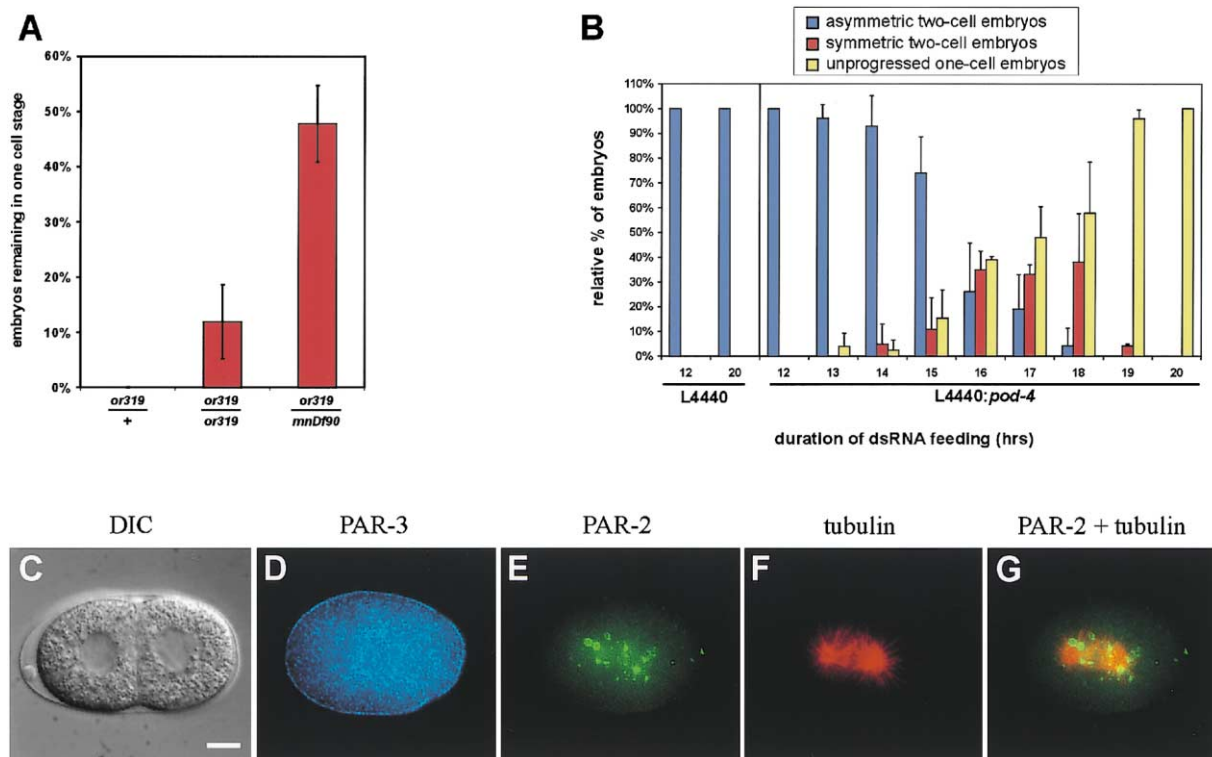 A
embryos remaining in one cell stage
60%
50%
40%
30%
20%
10%
0%
or319
+
or319
or319
or319
mnDf90
B
asymmetric two-cell embryos
symmetric two-cell embryos
unprogressed one-cell embryos
relative % of embryos
110%
100%
90%
80%
70%
60%
50%
40%
30%
20%
10%
0%
12 20 12 13 14 15 16 17 18 19 20
L4440 L4440:pod-4
duration of dsRNA feeding (hrs)
DIC PAR-3 PAR-2 tubulin PAR-2 + tubulin
C D E F G